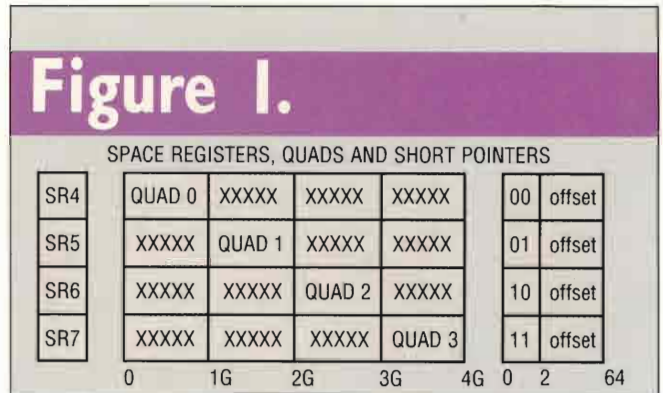 Figure 1.
SPACE REGISTERS, QUADS AND SHORT POINTERS
SR4 QUAD 0 XXXXX XXXXX XXXXX 00 offset
SR5 XXXXX QUAD 1 XXXXX XXXXX 01 offset
SR6 XXXXX XXXXX QUAD 2 XXXXX 10 offset
SR7 XXXXX XXXXX XXXXX QUAD 3 11 offset
0 1G 2G 3G 4G 0 2 64